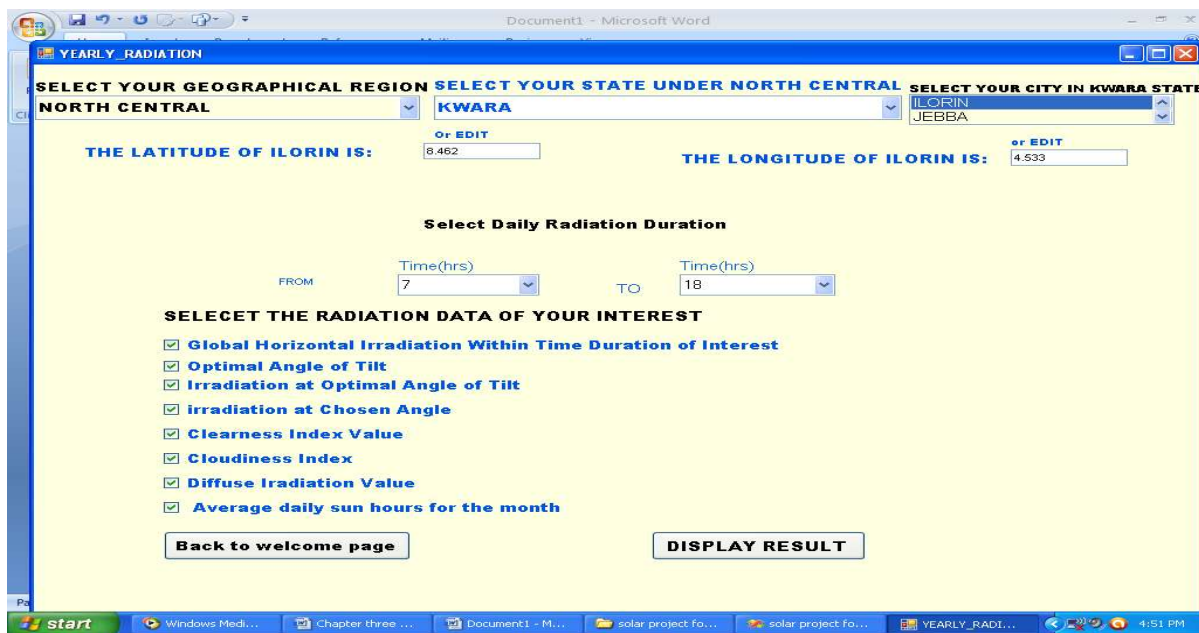 Document1 - Microsoft Word
YEARLY_RADIATION
SELECT YOUR GEOGRAPHICAL REGION SELECT YOUR STATE UNDER NORTH CENTRAL SELECT YOUR CITY IN KWARA STATE
NORTH CENTRAL KWARA ILORIN
JEBBA
Or EDIT or EDIT
THE LATITUDE OF ILORIN IS: 8.462 THE LONGITUDE OF ILORIN IS: 4.533
Select Daily Radiation Duration
Time(hrs) Time(hrs)
FROM 7 TO 18
SELECET THE RADIATION DATA OF YOUR INTEREST
Global Horizontal Irradiation Within Time Duration of Interest
Optimal Angle of Tilt
Irradiation at Optimal Angle of Tilt
irradiation at Chosen Angle
Clearness Index Value
Cloudiness Index
Diffuse Iradiation Value
Average daily sun hours for the month
Back to welcome page DISPLAY RESULT
start Windows Medi... Chapter three ... Document1 - M... solar project fo... solar project fo... YEARLY_RADI... 4:51 PM